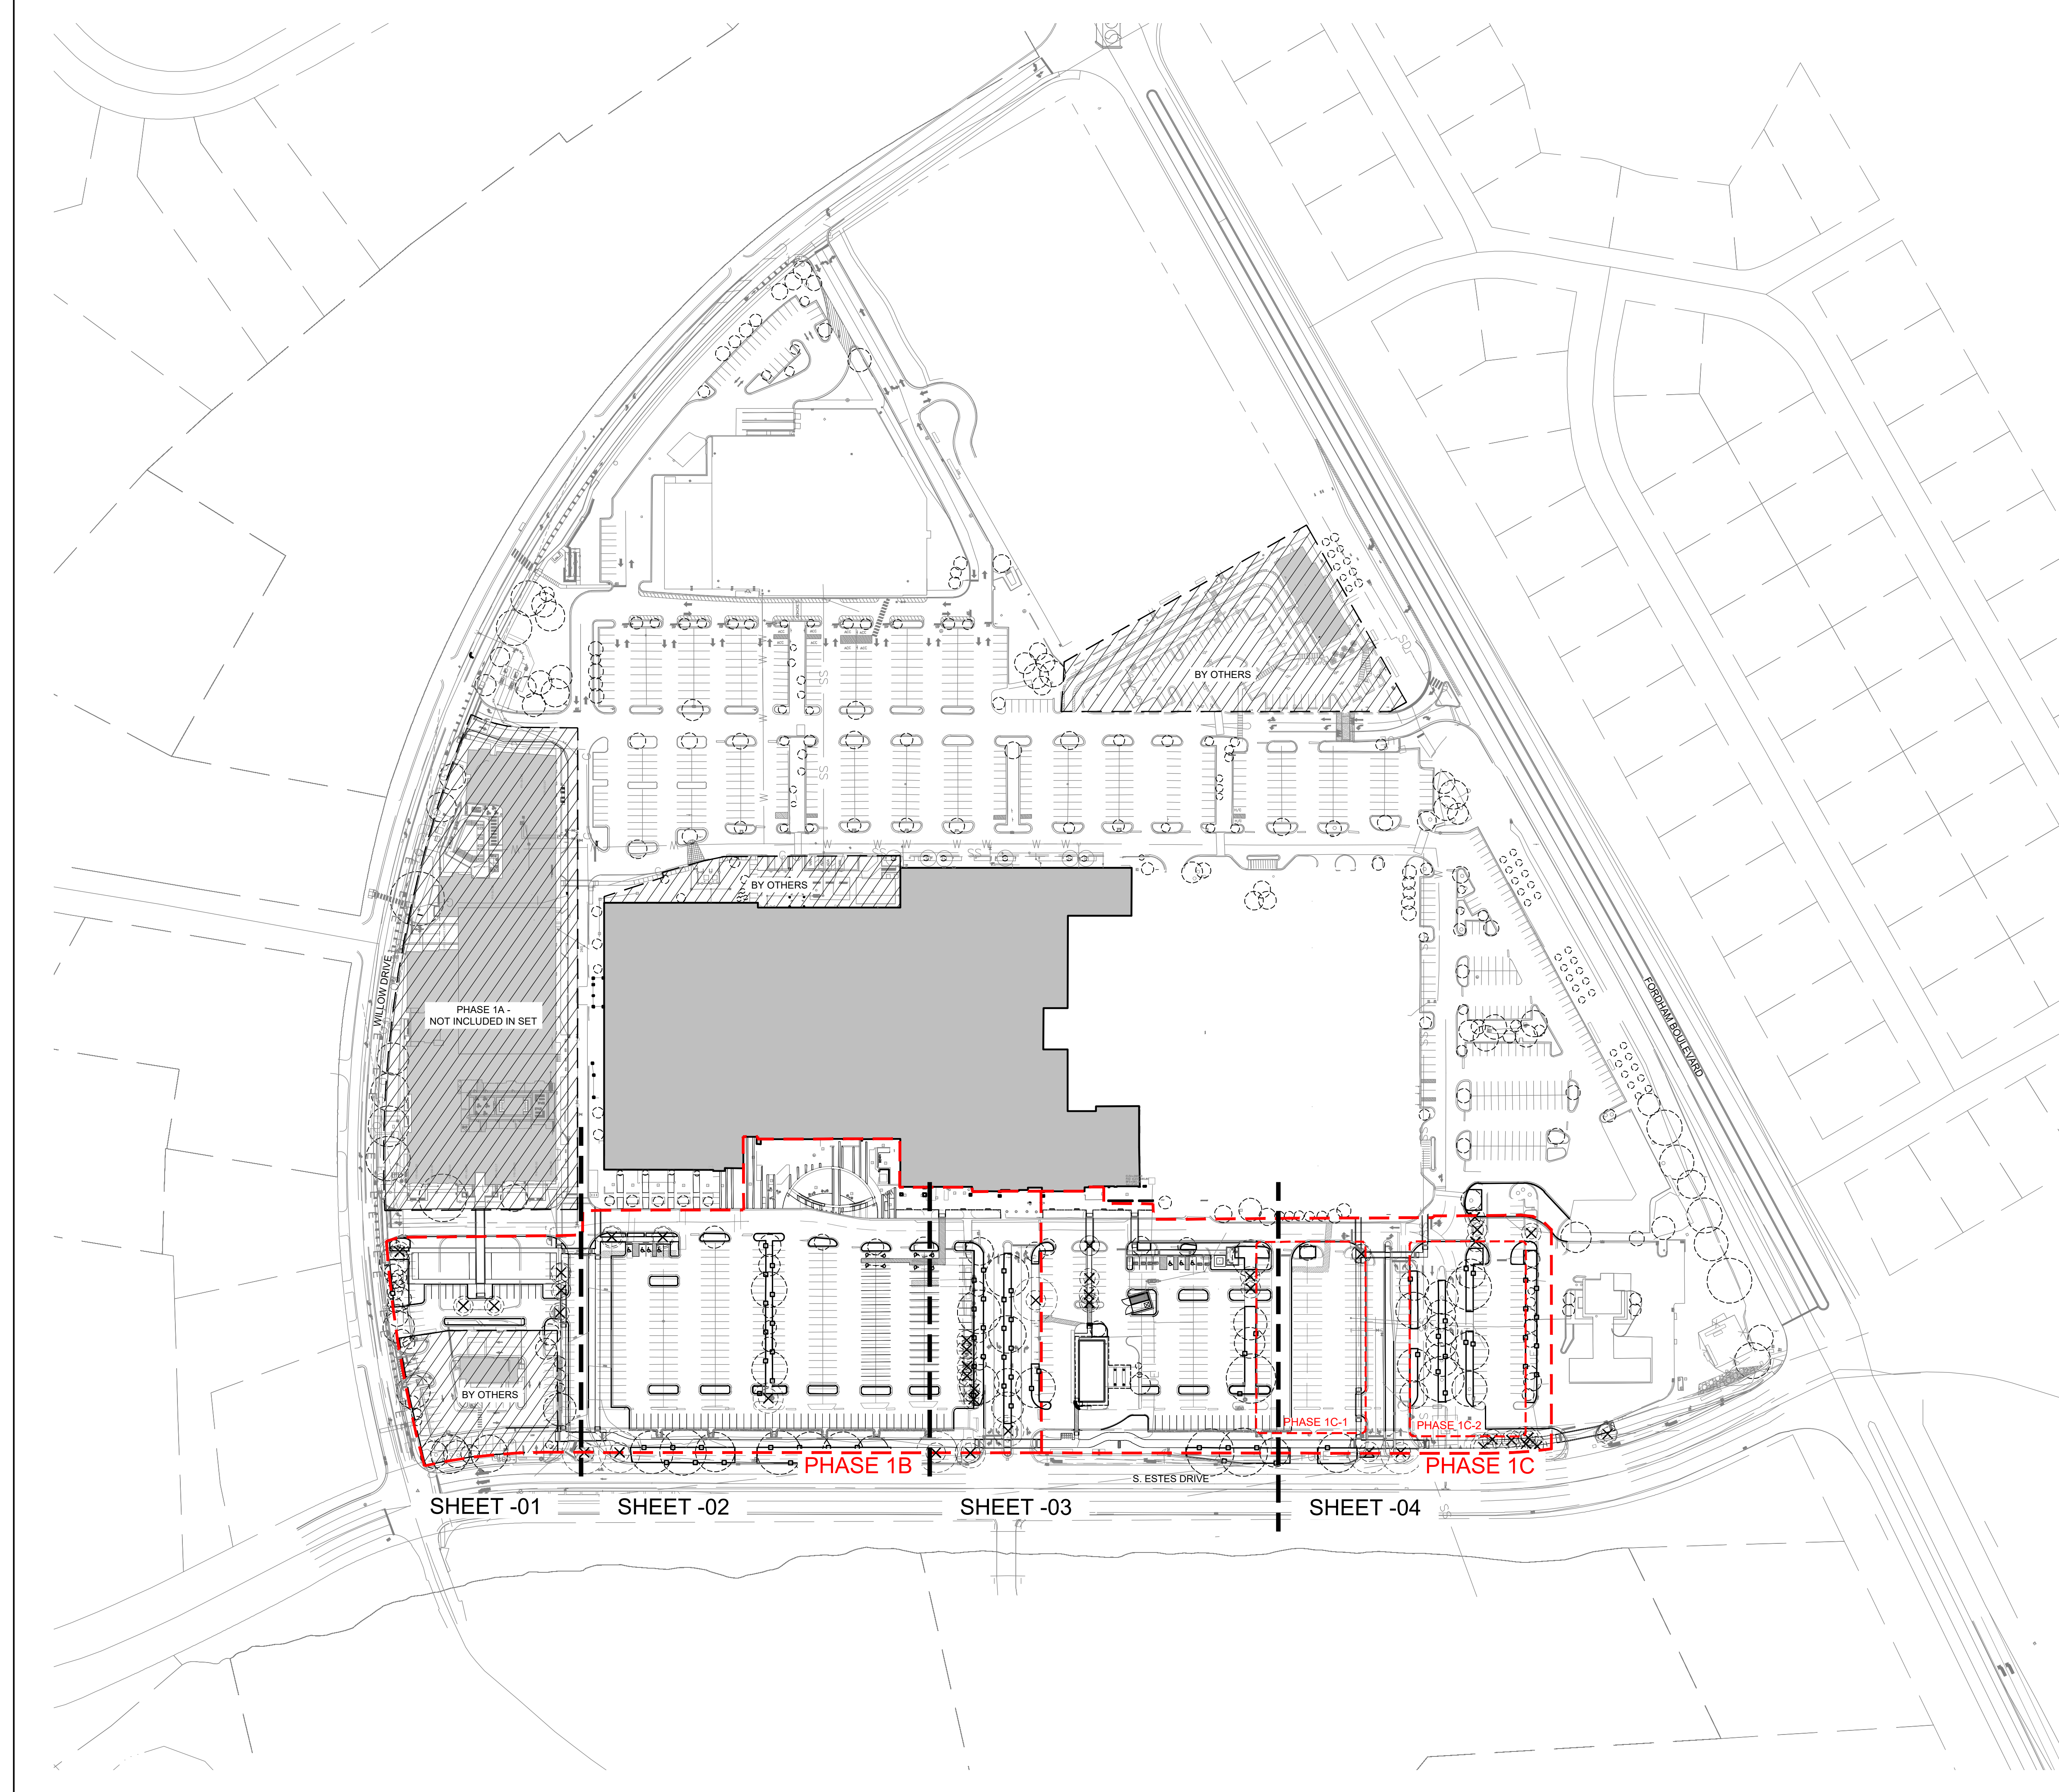 BY OTHERS
BY OTHERS
WILLOW DRIVE
FORDHAM BOULEVARD
PHASE 1A -
NOT INCLUDED IN SET
BY OTHERS
PHASE 1C-1
PHASE 1C-2
PHASE 1B
PHASE 1C
S. ESTES DRIVE
SHEET -01
SHEET -02
SHEET -03
SHEET -04